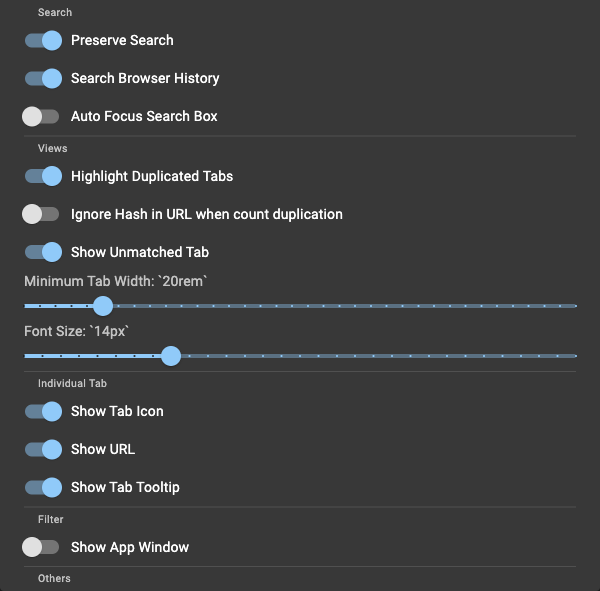 Search
Preserve Search
Search Browser History
Auto Focus Search Box
Views
Highlight Duplicated Tabs
Ignore Hash in URL when count duplication
Show Unmatched Tab
Minimum Tab Width: `20rem`
Font Size: `14px`
Individual Tab
Show Tab Icon
Show URL
Show Tab Tooltip
Filter
Show App Window
Others